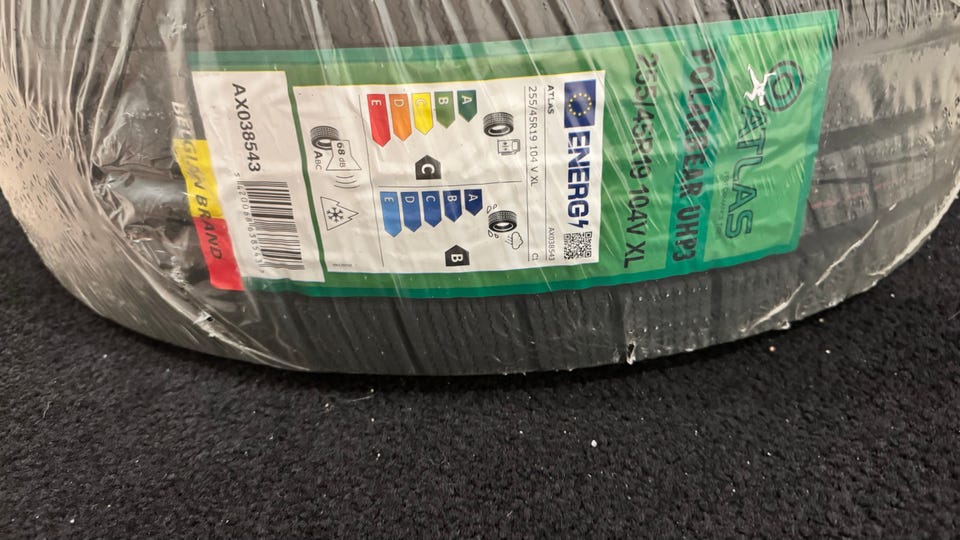 ATLAS
POLARBEAR UHP3
255/45R19 104V XL
ENERG
ATLAS
AX038543
255/45R19 104 V XL
C1
A
B
C
D
E
C
A
B
C
D
E
B
68 dB
ABC
AX038543
BELGIAN BRAND